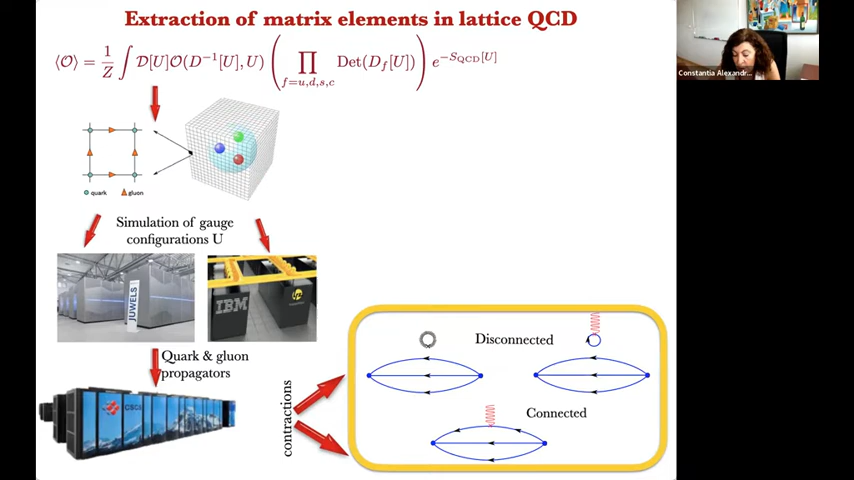 Extraction of matrix elements in lattice QCD
⟨𝒪⟩ = 1/Z ∫ 𝒟[U]𝒪(D⁻¹[U], U) ( ∏_{f=u,d,s,c} Det(D_f[U]) ) e^{−S_QCD[U]}
Constantia Alexandr...
quark gluon
Simulation of gauge
configurations U
JUWELS
IBM
Quark & gluon
propagators
CSCS
contractions
Disconnected
Connected